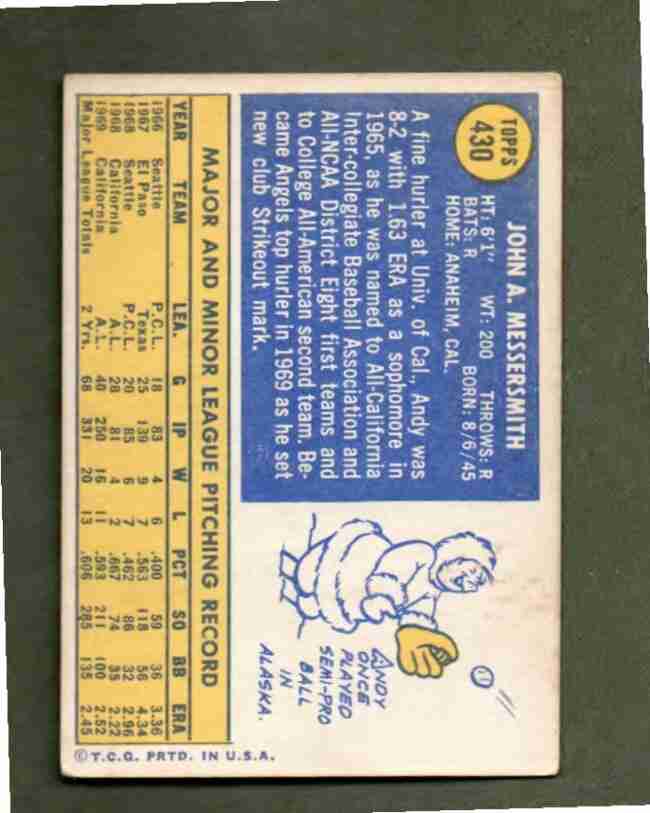 TOPPS
430
JOHN A. MESSERSMITH
HT: 6'1" WT: 200 THROWS: R
BATS: R BORN: 8/6/45
HOME: ANAHEIM, CAL.
A fine hurler at Univ. of Cal., Andy was
8-2 with 1.63 ERA as a sophomore in
1965, as he was named to All-California
Inter-collegiate Baseball Association and
All-NCAA District Eight first teams and
to College All-American second team. Be-
came Angels top hurler in 1969 as he set
new club Strikeout mark.
ANDY
ONCE
PLAYED
SEMI-PRO
BALL
IN
ALASKA.
MAJOR AND MINOR LEAGUE PITCHING RECORD
YEAR TEAM LEA. G IP W L PCT SO BB ERA
1966 Seattle P.C.L. 18 83 4 6 .400 59 36 3.36
1967 El Paso Texas 25 139 9 7 .563 118 56 4.34
1968 Seattle P.C.L. 20 85 6 7 .462 86 32 2.96
1968 California A.L. 28 81 4 2 .667 74 35 2.22
1969 California A.L. 40 250 16 11 .593 211 100 2.52
Major League Totals 2 Yrs. 68 331 20 13 .606 285 135 2.45
©T.C.G. PRTD. IN U.S.A.